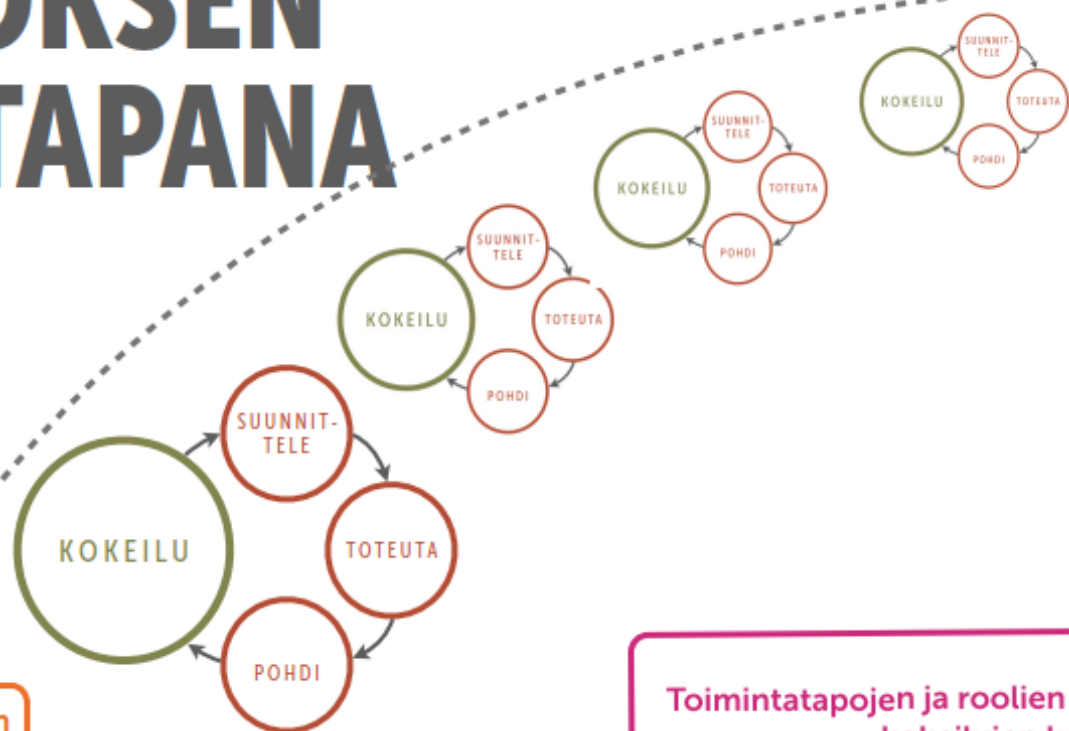 OKSEN
TAPANA
SUUNNIT-
TELE
KOKEILU
TOTEUTA
POHDI
SUUNNIT-
TELE
KOKEILU
TOTEUTA
POHDI
SUUNNIT-
TELE
KOKEILU
TOTEUTA
POHDI
SUUNNIT-
TELE
KOKEILU
TOTEUTA
POHDI
Toimintatapojen ja roolien